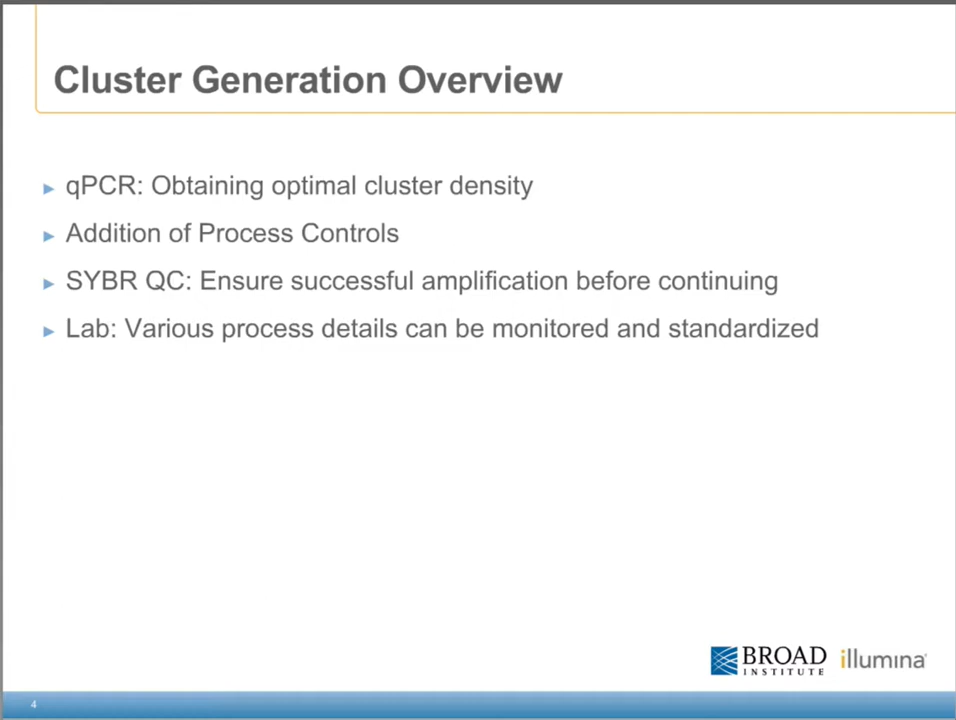 Cluster Generation Overview
► qPCR: Obtaining optimal cluster density
► Addition of Process Controls
► SYBR QC: Ensure successful amplification before continuing
► Lab: Various process details can be monitored and standardized
BROAD
INSTITUTE
illumina
4